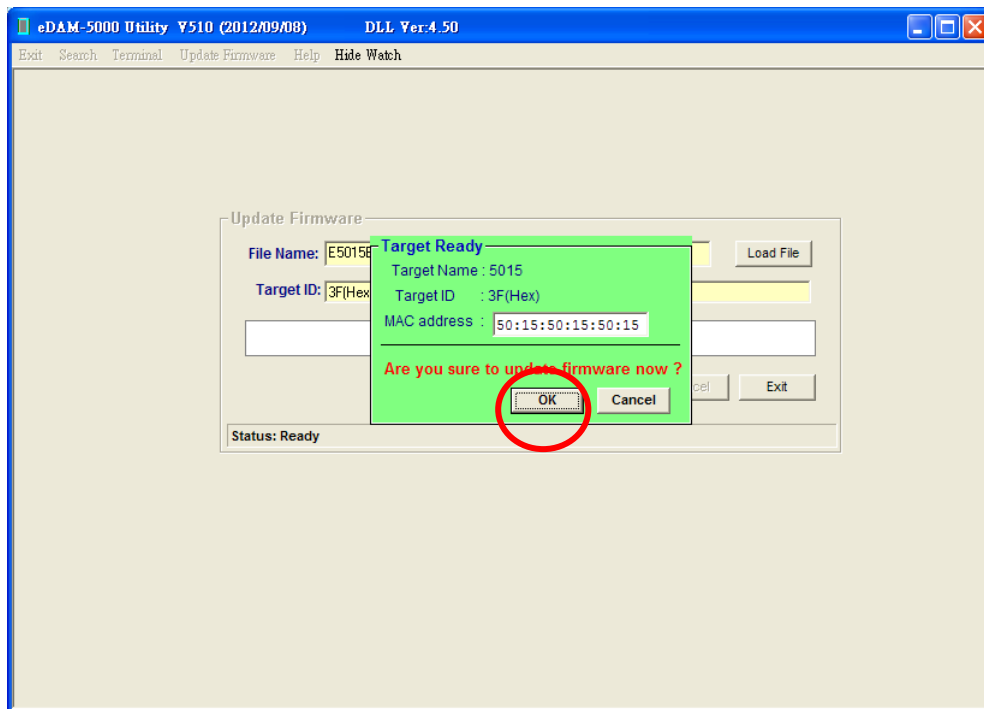 eDAM-5000 Utility V510 (2012/09/08) DLL Ver:4.50
Exit Search Terminal Update Firmware Help Hide Watch
Update Firmware
File Name: E5015
Load File
Target ID: 3F(Hex
Target Ready
Target Name : 5015
Target ID : 3F(Hex)
MAC address : 50:15:50:15:50:15
Are you sure to update firmware now ?
OK Cancel
cel Exit
Status: Ready